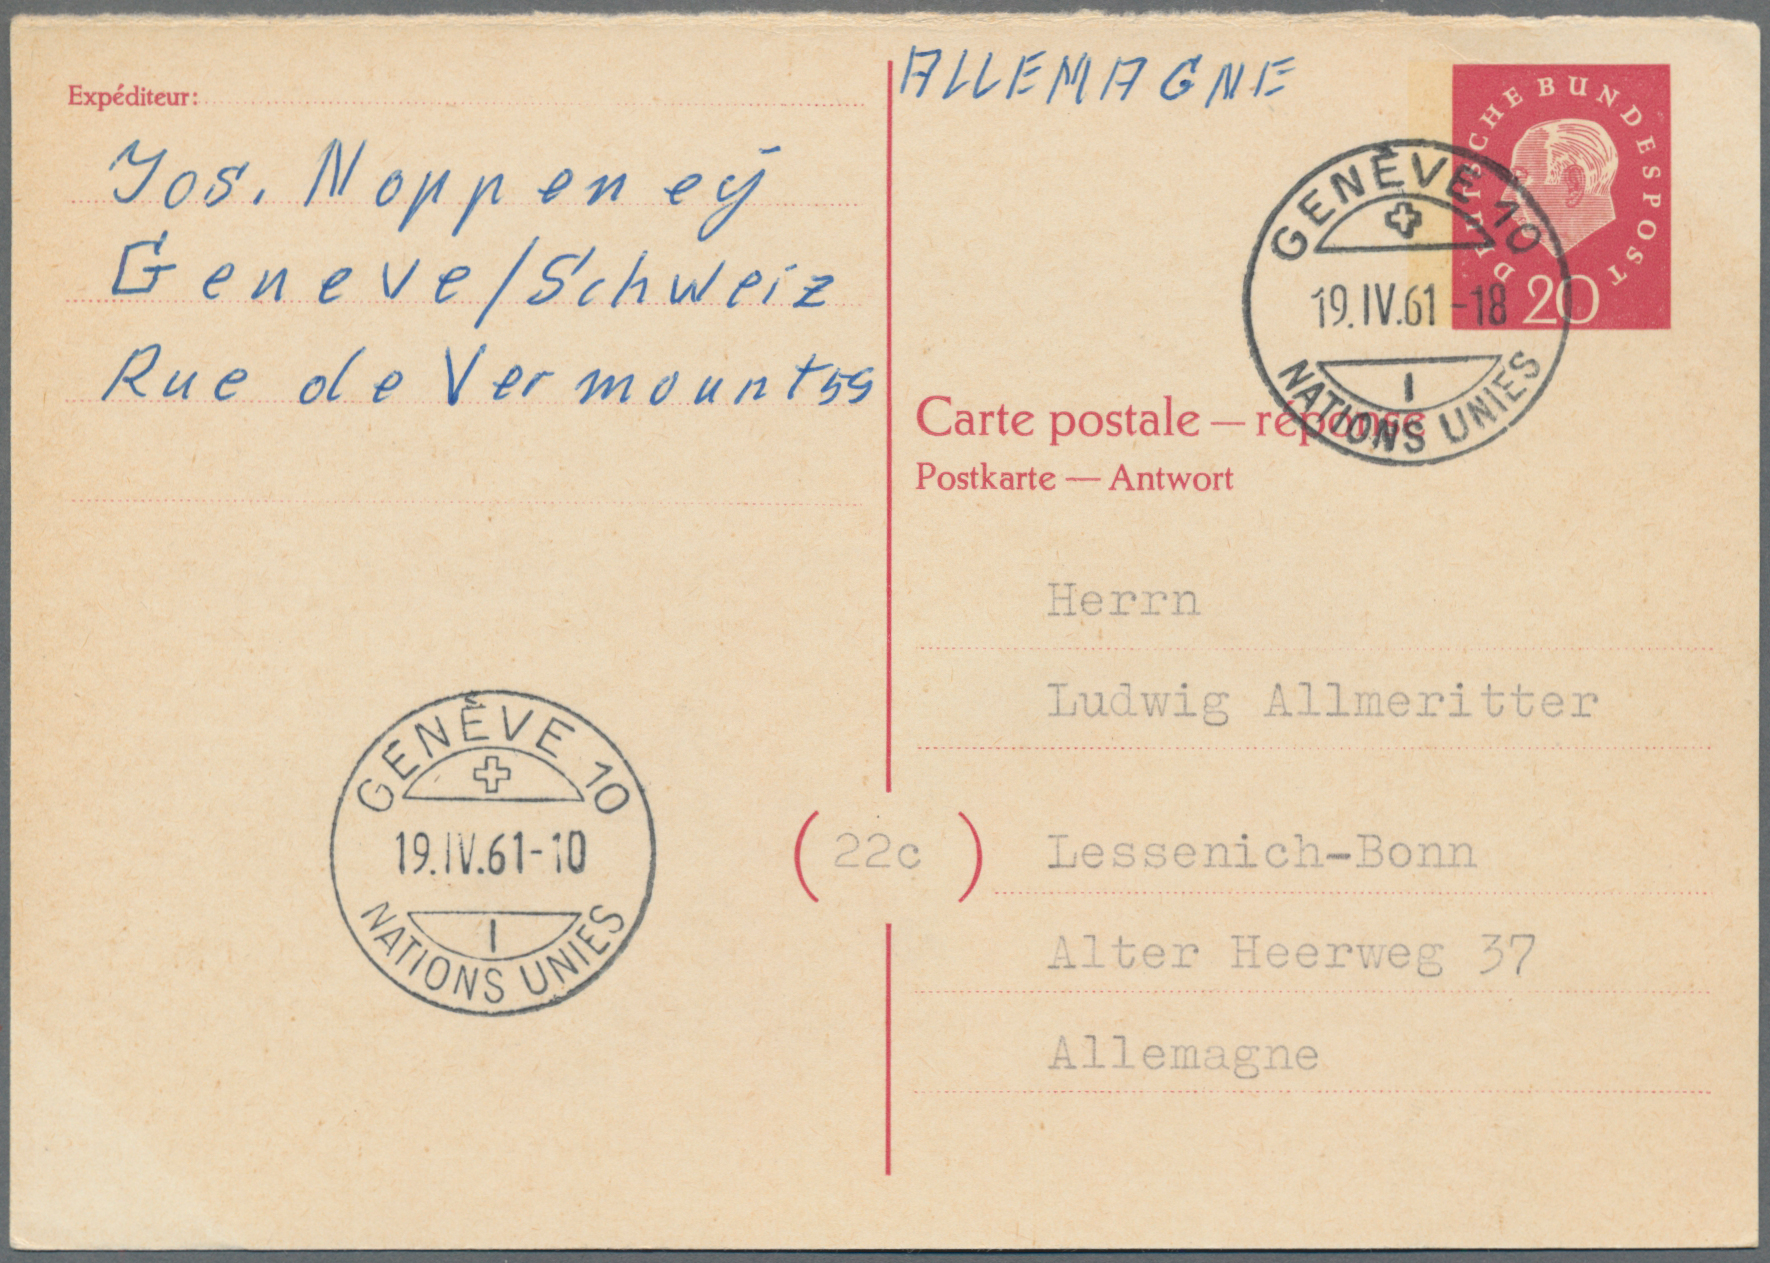 Expéditeur:
Jos. Noppeney
Geneve/Schweiz
Rue de Vermount 55
ALLEMAGNE
DEUTSCHE BUNDESPOST
20
GENÈVE 10
19.IV.61-18
1
NATIONS UNIES
Carte postale — réponse
Postkarte — Antwort
Herrn
Ludwig Allmeritter
(22c) Lessenich-Bonn
Alter Heerweg 37
Allemagne
GENÈVE 10
19.IV.61-10
1
NATIONS UNIES